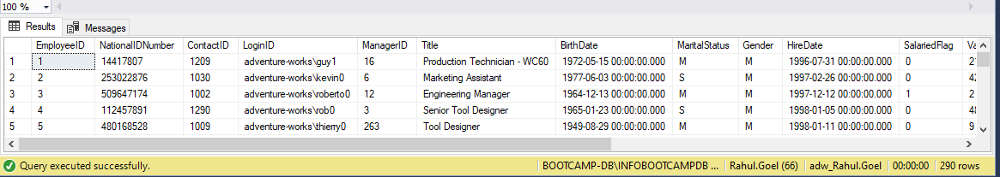 100 %
Results Messages
EmployeeID NationalIDNumber ContactID LoginID ManagerID Title BirthDate MaritalStatus Gender HireDate SalariedFlag Va
1 1 14417807 1209 adventure-works\guy1 16 Production Technician - WC60 1972-05-15 00:00:00.000 M M 1996-07-31 00:00:00.000 0 2
2 2 253022876 1030 adventure-works\kevin0 6 Marketing Assistant 1977-06-03 00:00:00.000 S M 1997-02-26 00:00:00.000 0 42
3 3 509647174 1002 adventure-works\roberto0 12 Engineering Manager 1964-12-13 00:00:00.000 M M 1997-12-12 00:00:00.000 1 2
4 4 112457891 1290 adventure-works\rob0 3 Senior Tool Designer 1965-01-23 00:00:00.000 S M 1998-01-05 00:00:00.000 0 48
5 5 480168528 1009 adventure-works\thierry0 263 Tool Designer 1949-08-29 00:00:00.000 M M 1998-01-11 00:00:00.000 0 9
Query executed successfully. BOOTCAMP-DB\INFOBOOTCAMPDB ... Rahul.Goel (66) adw_Rahul.Goel 00:00:00 290 rows